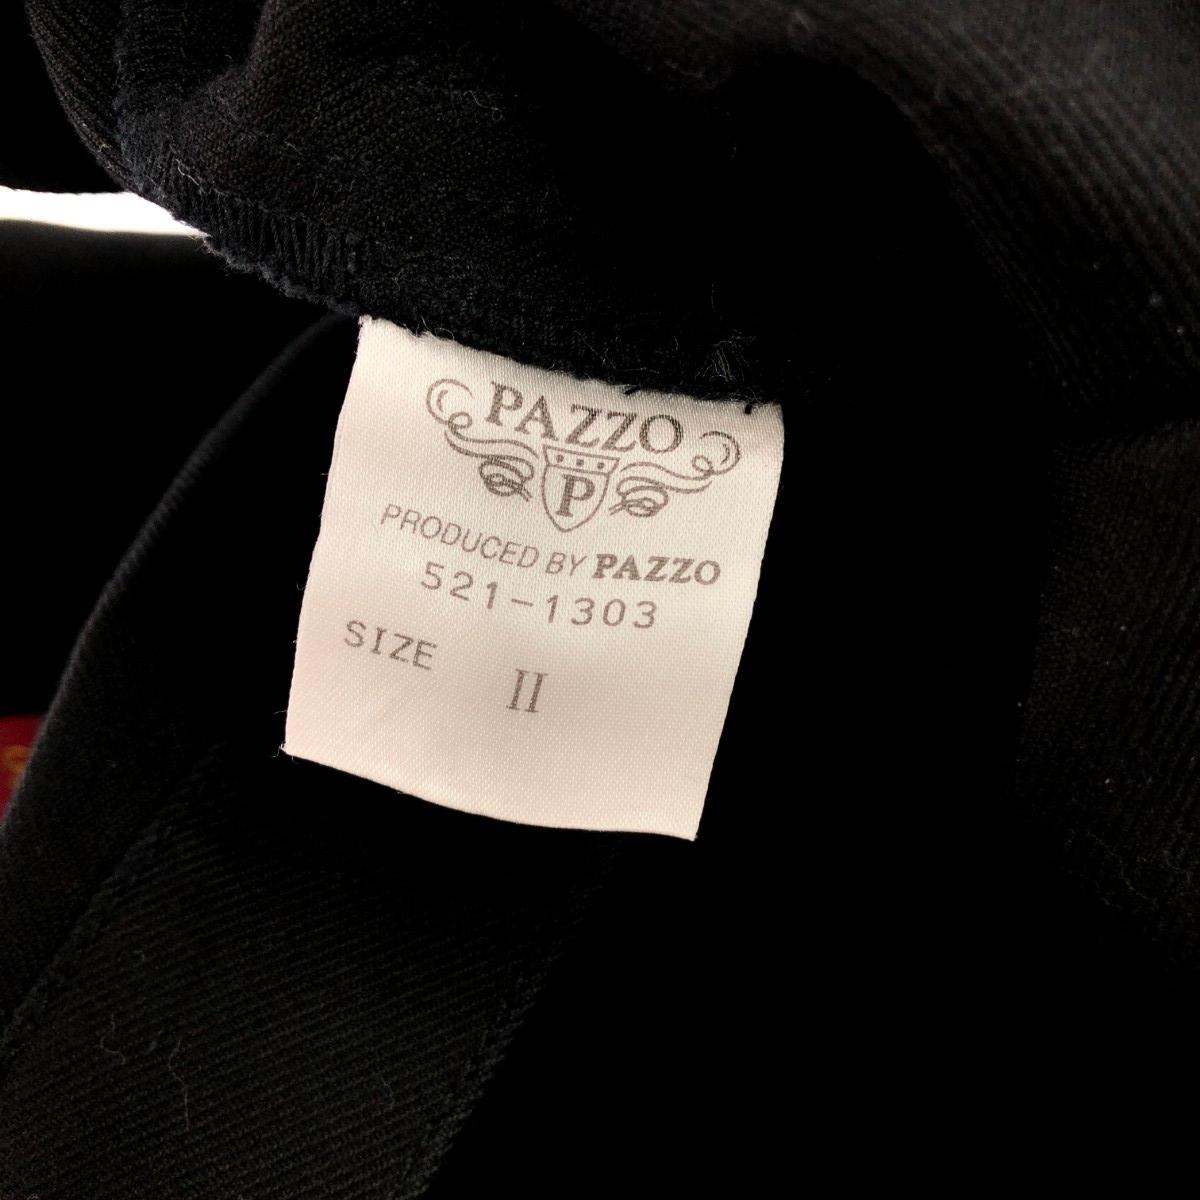 PAZZO
P
PRODUCED BY PAZZO
521-1303
SIZE II